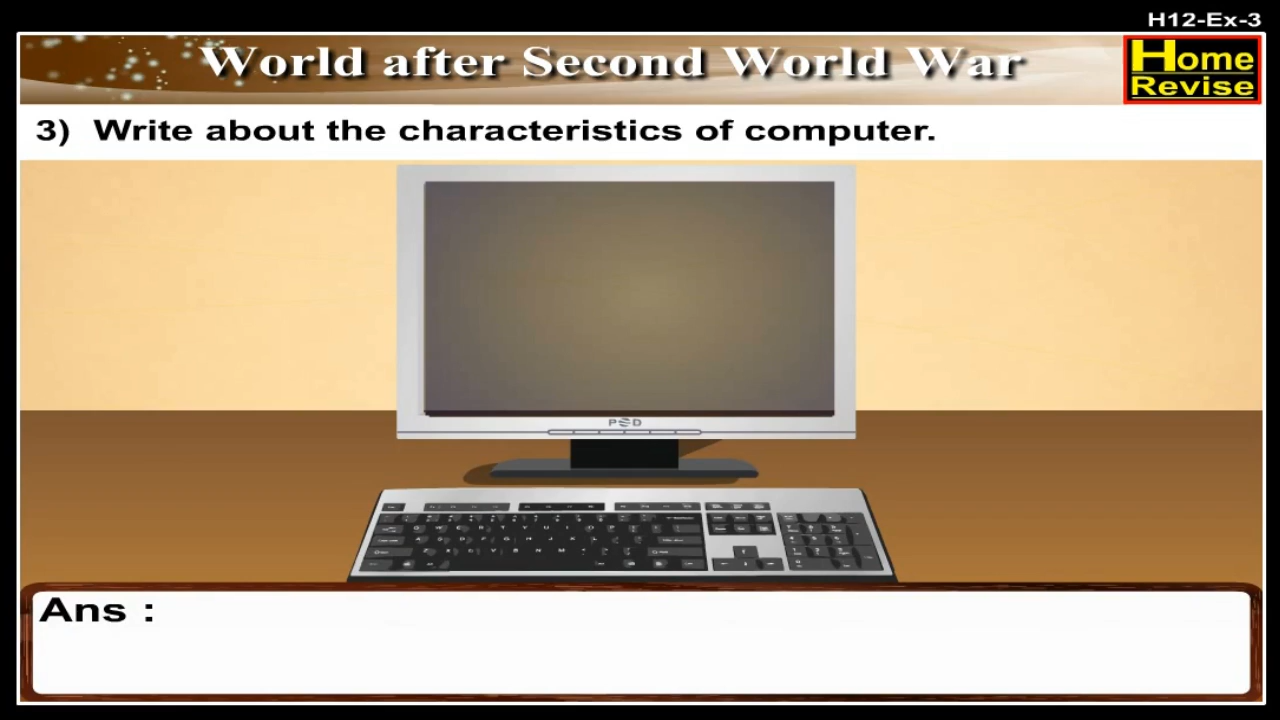 H12-Ex-3
World after Second World War
Home
Revise
3) Write about the characteristics of computer.
Ans :